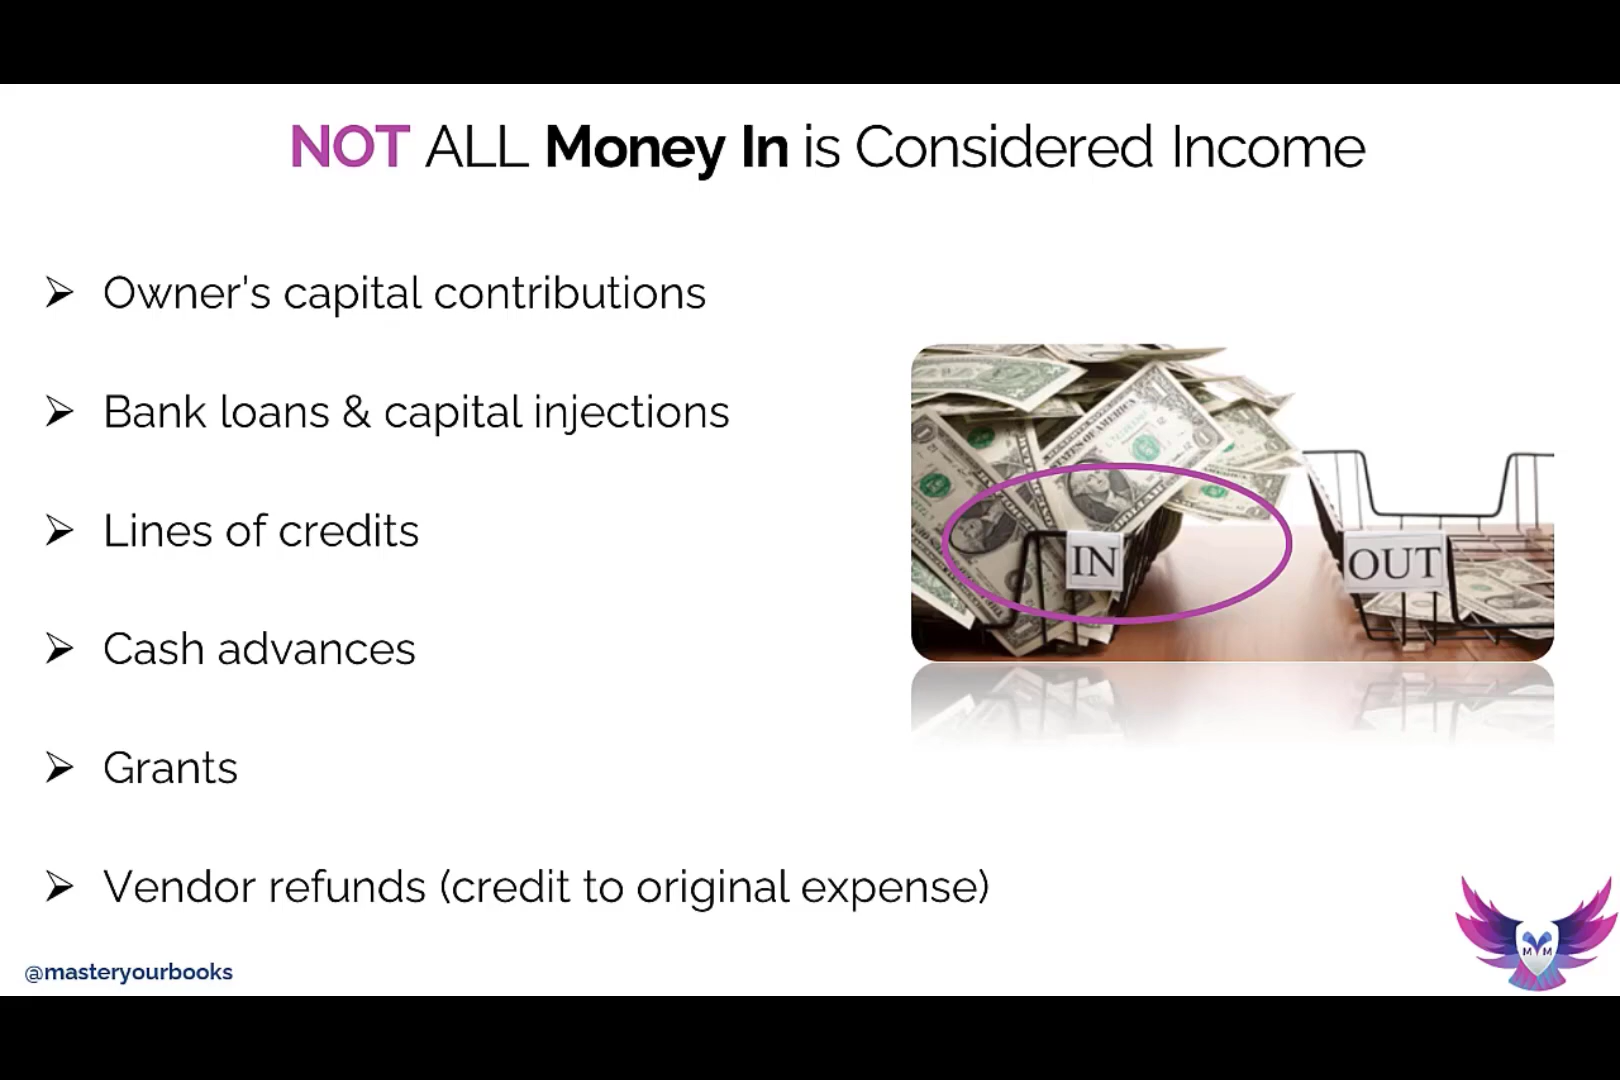 NOT ALL Money In is Considered Income
Owner's capital contributions
Bank loans & capital injections
Lines of credits
Cash advances
Grants
Vendor refunds (credit to original expense)
IN
OUT
@masteryourbooks
M M